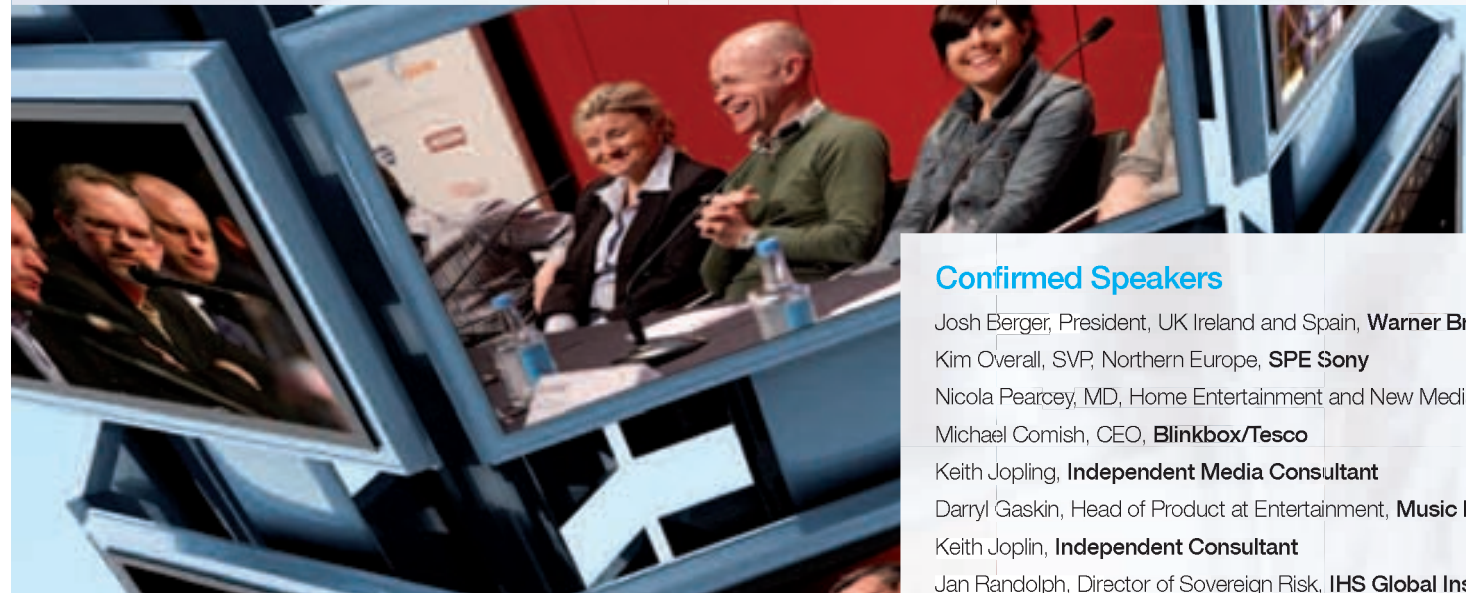 Confirmed Speakers
Josh Berger, President, UK Ireland and Spain, Warner
Kim Overall, SVP, Northern Europe, SPE Sony
Nicola Pearcey, MD, Home Entertainment and New
Michael Comish, CEO, Blinkbox/Tesco
Keith Jopling, Independent Media Consultant
Darryl Gaskin, Head of Product at Entertainment, Music
Keith Joplin, Independent Consultant
Jan Randolph, Director of Sovereign Risk, IHS Global